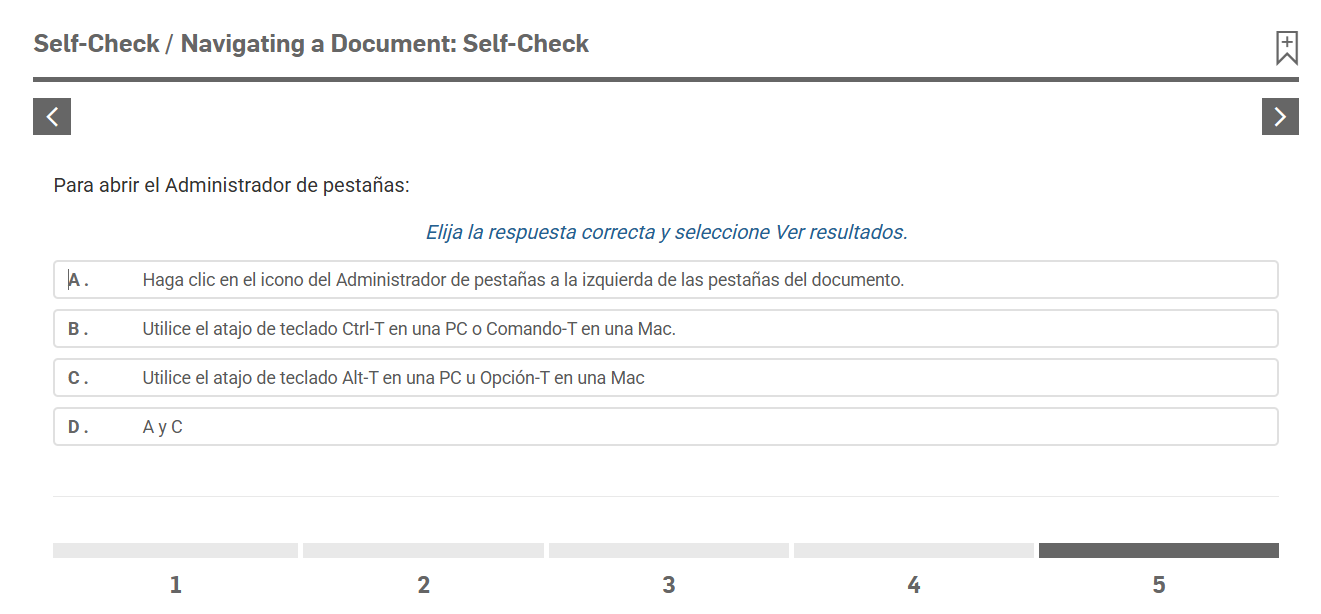 Self-Check / Navigating a Document: Self-Check
Para abrir el Administrador de pestañas:
Elija la respuesta correcta y seleccione Ver resultados.
A . Haga clic en el icono del Administrador de pestañas a la izquierda de las pestañas del documento.
B . Utilice el atajo de teclado Ctrl-T en una PC o Comando-T en una Mac.
C . Utilice el atajo de teclado Alt-T en una PC u Opción-T en una Mac
D . A y C
1 2 3 4 5